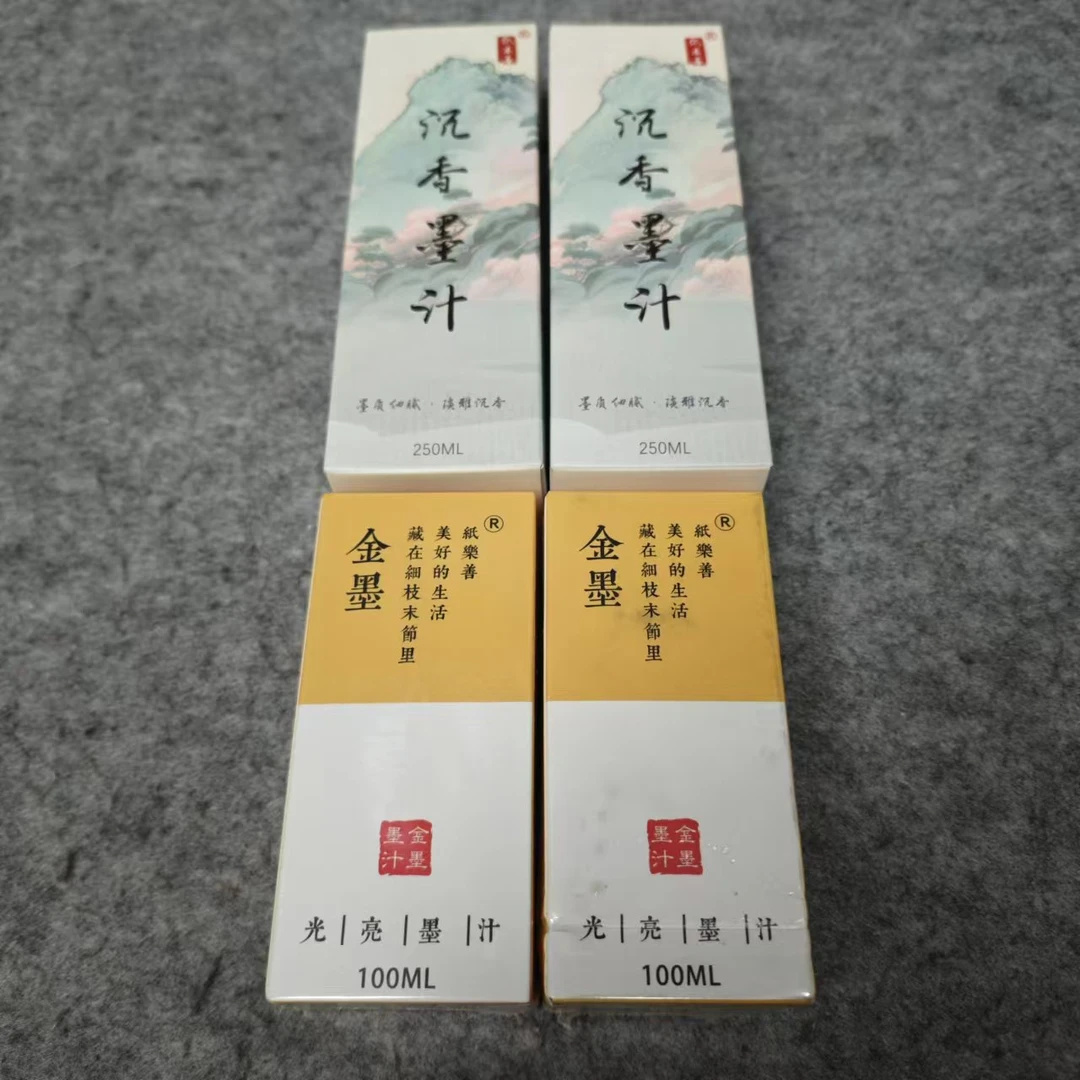 沉香墨汁
墨质细腻·淡雅沉香
250ML
沉香墨汁
墨质细腻·淡雅沉香
250ML
紙樂善®
美好的生活
藏在細枝末節里
金墨
金墨
墨汁
光|亮|墨|汁
100ML
紙樂善®
美好的生活
藏在細枝末節里
金墨
金墨
墨汁
光|亮|墨|汁
100ML